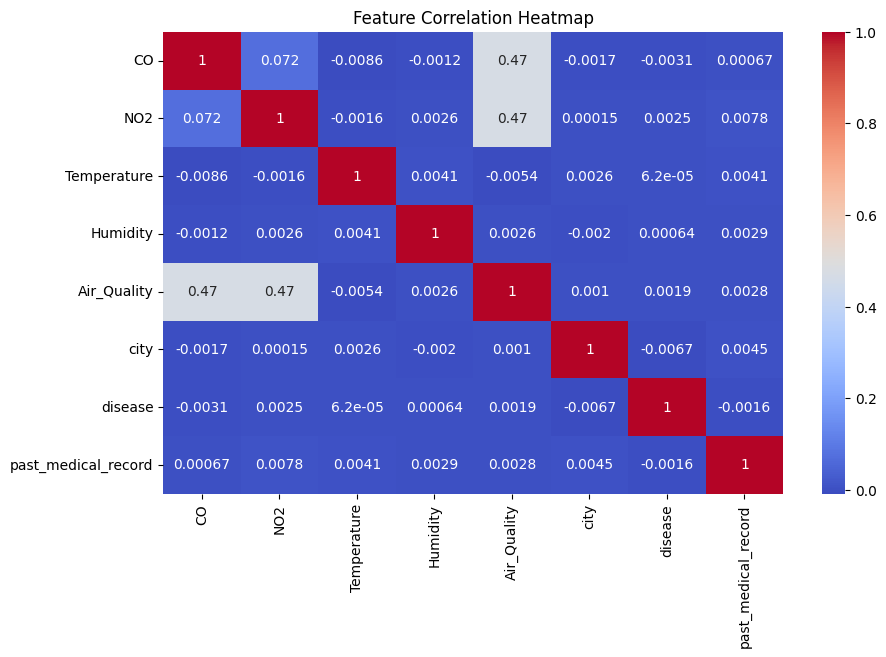 Feature Correlation Heatmap
CO 1 0.072 -0.0086 -0.0012 0.47 -0.0017 -0.0031 0.00067
NO2 0.072 1 -0.0016 0.0026 0.47 0.00015 0.0025 0.0078
Temperature -0.0086 -0.0016 1 0.0041 -0.0054 0.0026 6.2e-05 0.0041
Humidity -0.0012 0.0026 0.0041 1 0.0026 -0.002 0.00064 0.0029
Air_Quality 0.47 0.47 -0.0054 0.0026 1 0.001 0.0019 0.0028
city -0.0017 0.00015 0.0026 -0.002 0.001 1 -0.0067 0.0045
disease -0.0031 0.0025 6.2e-05 0.00064 0.0019 -0.0067 1 -0.0016
past_medical_record 0.00067 0.0078 0.0041 0.0029 0.0028 0.0045 -0.0016 1
CO
NO2
Temperature
Humidity
Air_Quality
city
disease
past_medical_record
1.0
0.8
0.6
0.4
0.2
0.0